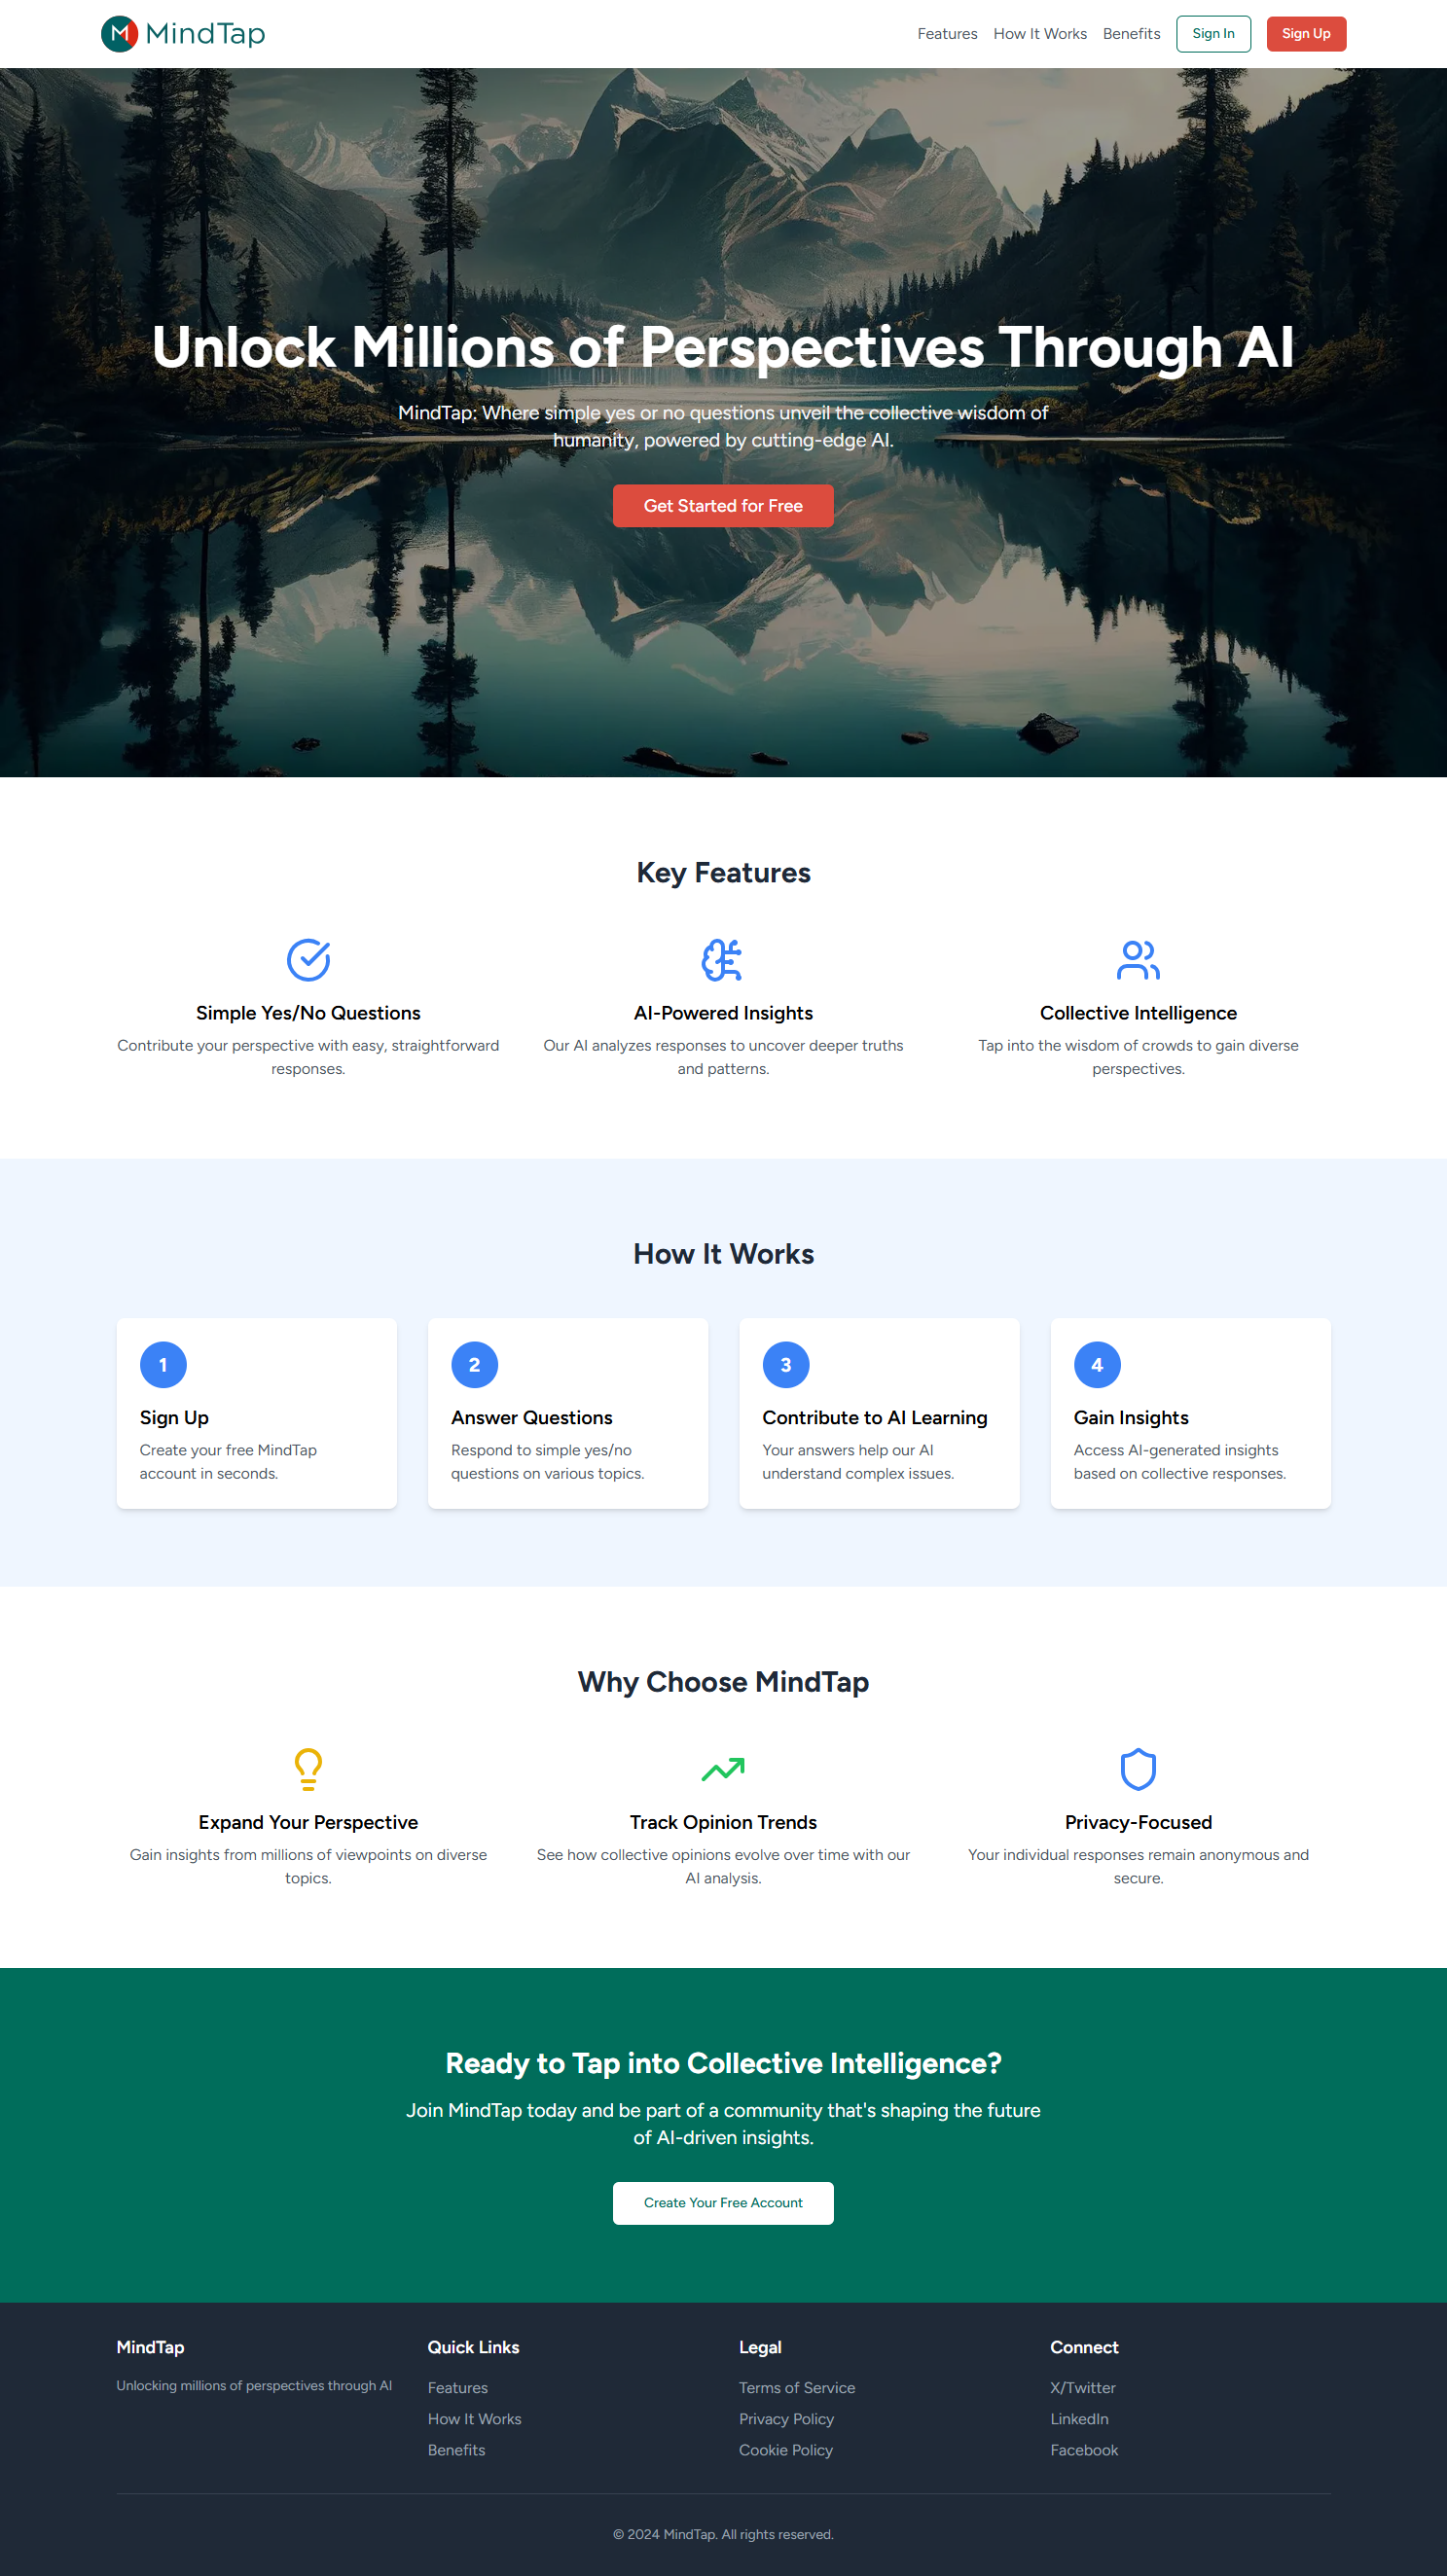 M MindTap
Features How It Works Benefits Sign In Sign Up
Unlock Millions of Perspectives Through AI
MindTap: Where simple yes or no questions unveil the collective wisdom of
humanity, powered by cutting-edge AI.
Get Started for Free
Key Features
Simple Yes/No Questions
Contribute your perspective with easy, straightforward
responses.
AI-Powered Insights
Our AI analyzes responses to uncover deeper truths
and patterns.
Collective Intelligence
Tap into the wisdom of crowds to gain diverse
perspectives.
How It Works
1
Sign Up
Create your free MindTap
account in seconds.
2
Answer Questions
Respond to simple yes/no
questions on various topics.
3
Contribute to AI Learning
Your answers help our AI
understand complex issues.
4
Gain Insights
Access AI-generated insights
based on collective responses.
Why Choose MindTap
Expand Your Perspective
Gain insights from millions of viewpoints on diverse
topics.
Track Opinion Trends
See how collective opinions evolve over time with our
AI analysis.
Privacy-Focused
Your individual responses remain anonymous and
secure.
Ready to Tap into Collective Intelligence?
Join MindTap today and be part of a community that's shaping the future
of AI-driven insights.
Create Your Free Account
MindTap
Unlocking millions of perspectives through AI
Quick Links
Features
How It Works
Benefits
Legal
Terms of Service
Privacy Policy
Cookie Policy
Connect
X/Twitter
LinkedIn
Facebook
© 2024 MindTap. All rights reserved.